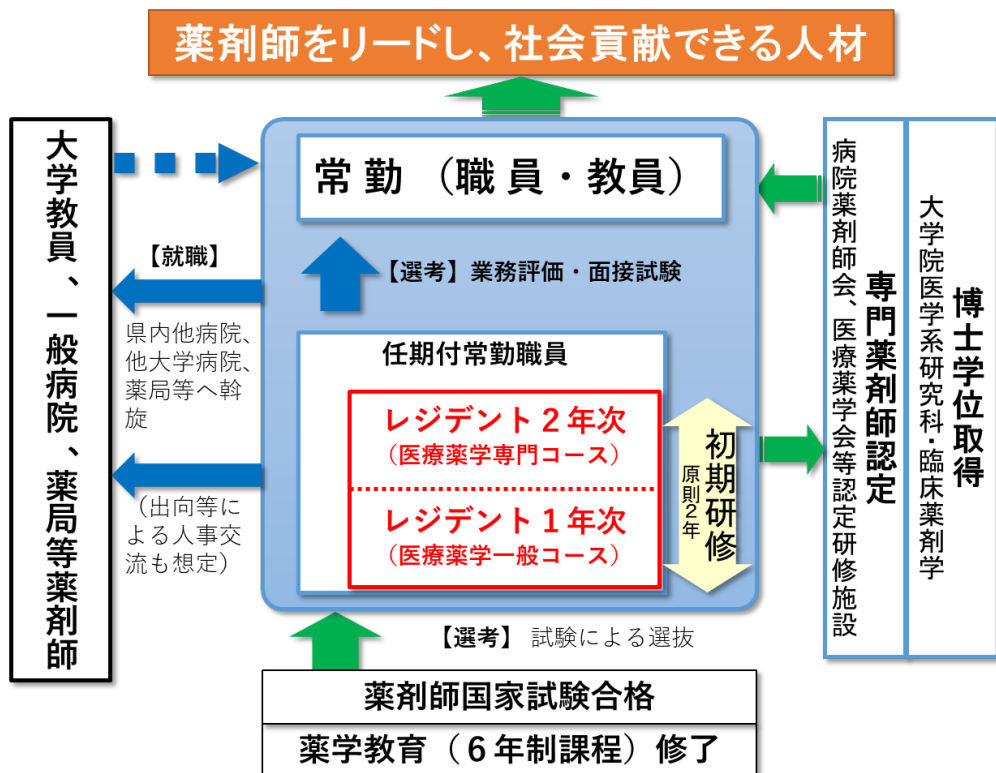 薬剤師をリードし、社会貢献できる人材
大学教員、一般病院、薬局等薬剤師
常勤（職員・教員）
【就職】
県内他病院、
他大学病院、
薬局等へ斡
旋
（出向等に
よる人事交
流も想定）
【選考】業務評価・面接試験
任期付常勤職員
レジデント２年次
（医療薬学専門コース）
レジデント１年次
（医療薬学一般コース）
初期研修
原則２年
専門薬剤師認定
病院薬剤師会、医療薬学会等認定研修施設
博士学位取得
大学院医学系研究科・臨床薬剤学
【選考】 試験による選抜
薬剤師国家試験合格
薬学教育（６年制課程）修了